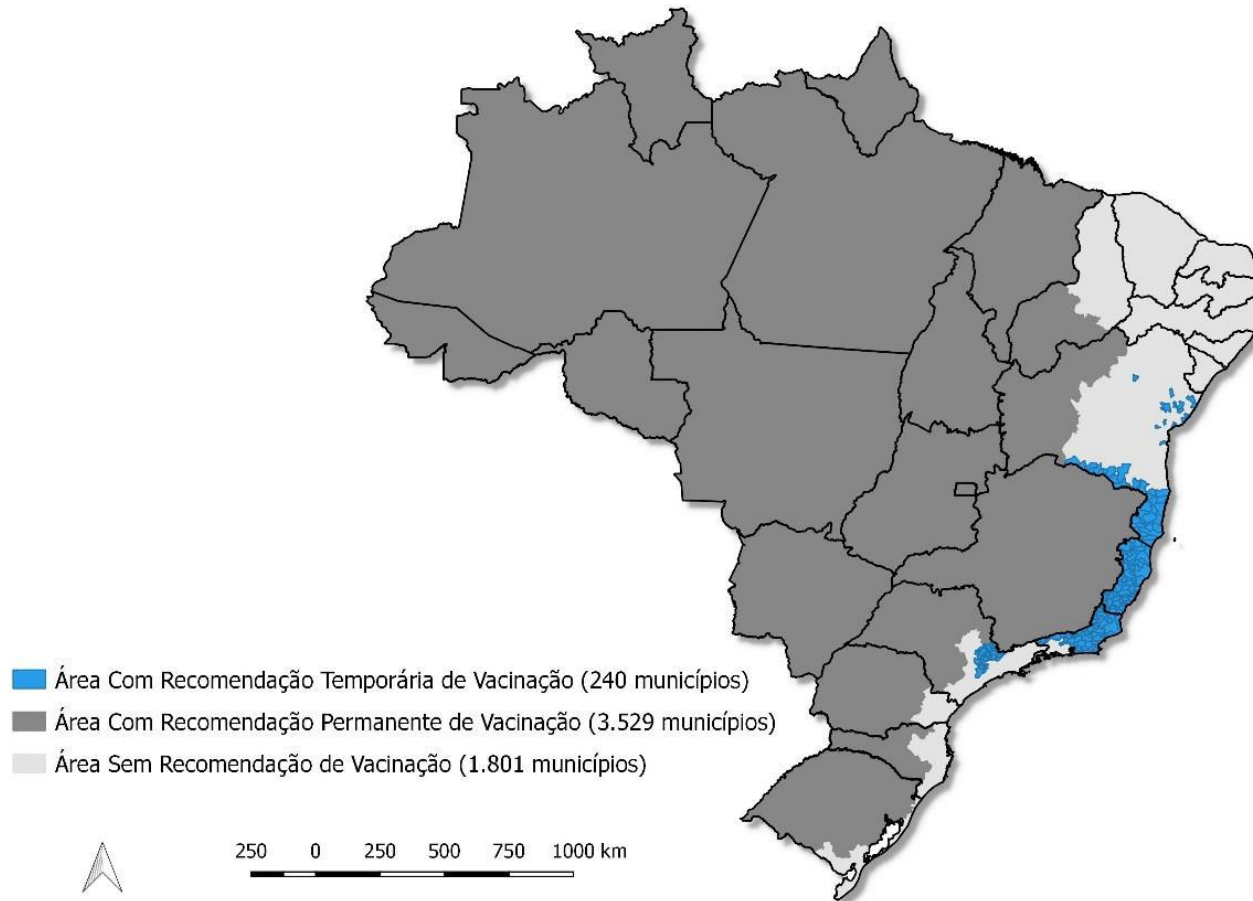 Área Com Recomendação Temporária de Vacinação (240 municípios)
Área Com Recomendação Permanente de Vacinação (3.529 municípios)
Área Sem Recomendação de Vacinação (1.801 municípios)
250 0 250 500 750 1000 km